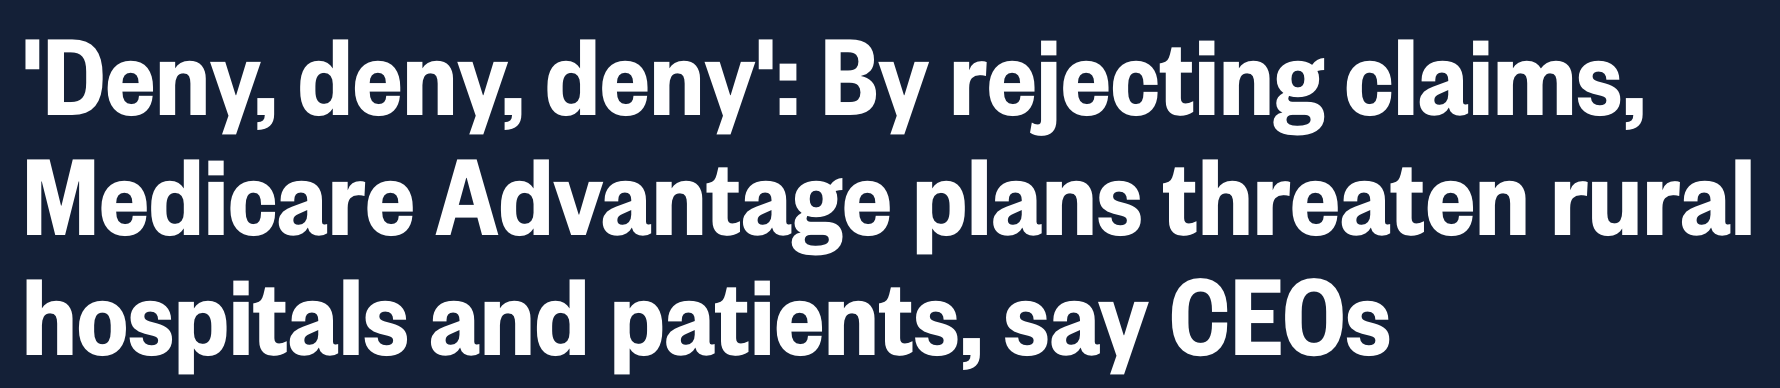 'Deny, deny, deny': By rejecting claims,
Medicare Advantage plans threaten rural
hospitals and patients, say CEOs